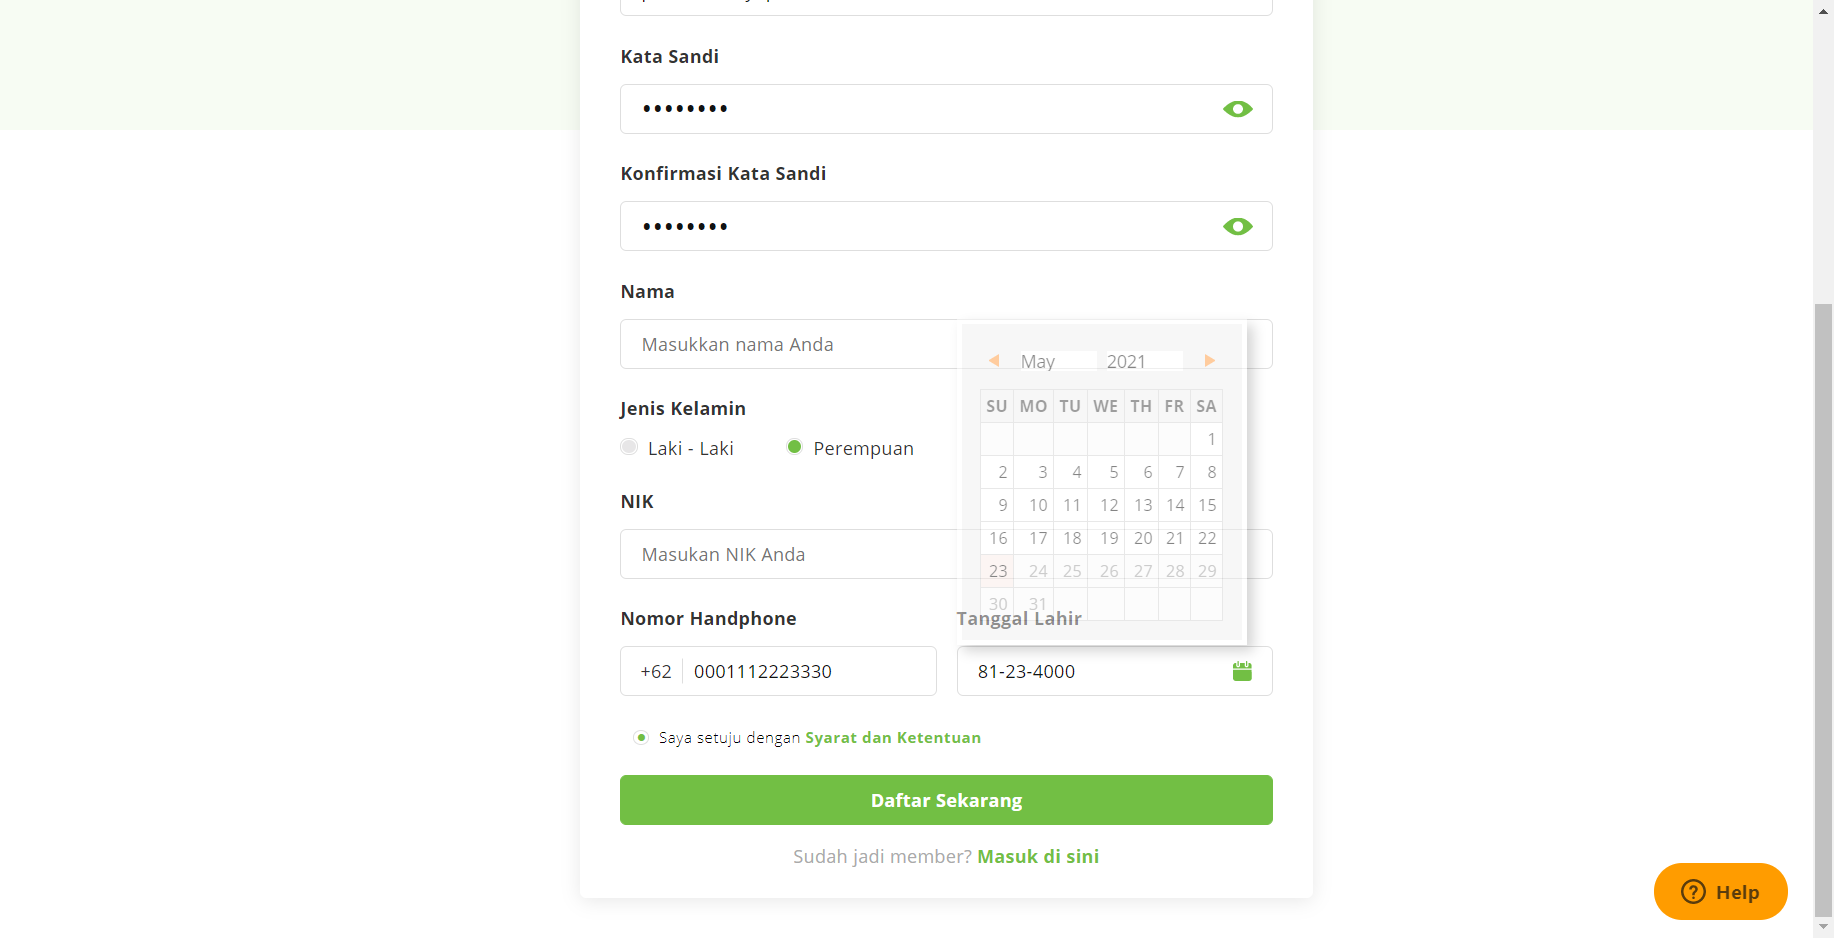 Kata Sandi
••••••••
Konfirmasi Kata Sandi
••••••••
Nama
Masukkan nama Anda
May 2021
SU MO TU WE TH FR SA
1
2 3 4 5 6 7 8
9 10 11 12 13 14 15
16 17 18 19 20 21 22
23 24 25 26 27 28 29
30 31
Jenis Kelamin
Laki - Laki Perempuan
NIK
Masukan NIK Anda
Nomor Handphone Tanggal Lahir
+62 0001112223330 81-23-4000
Saya setuju dengan Syarat dan Ketentuan
Daftar Sekarang
Sudah jadi member? Masuk di sini
? Help